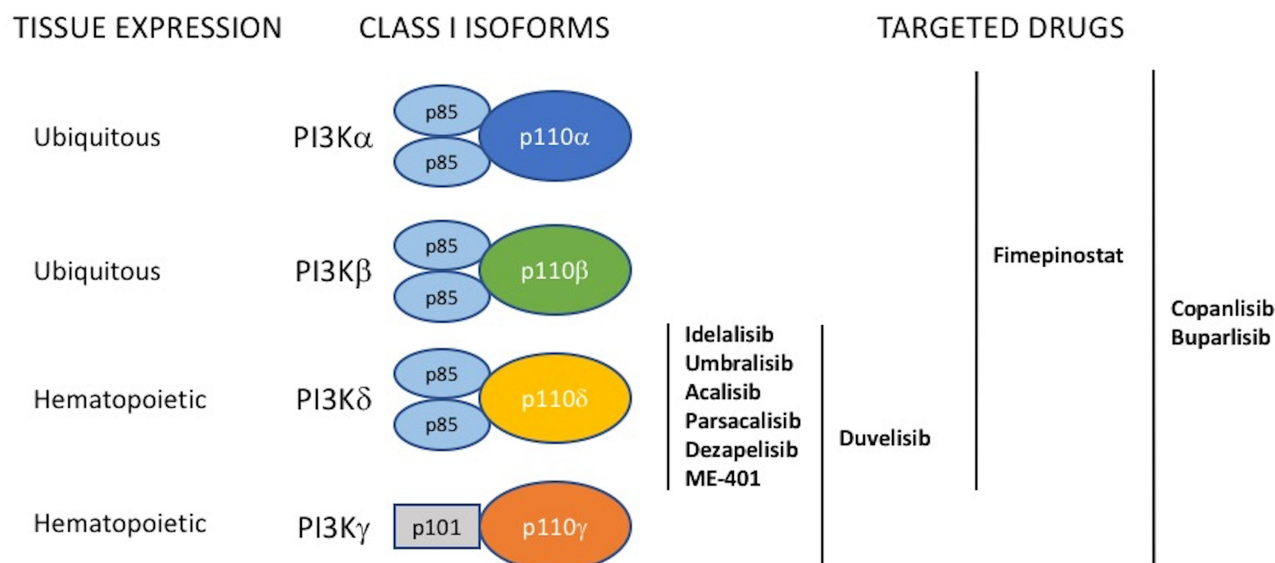 TISSUE EXPRESSION CLASS I ISOFORMS TARGETED DRUGS
Ubiquitous PI3Kα p85 p85 p110α
Ubiquitous PI3Kβ p85 p85 p110β
Hematopoietic PI3Kδ p85 p85 p110δ
Hematopoietic PI3Kγ p101 p110γ
Idelalisib
Umbralisib
Acalisib
Parsacalisib
Dezapelisib
ME-401
Duvelisib
Fimepinostat
Copanlisib
Buparlisib